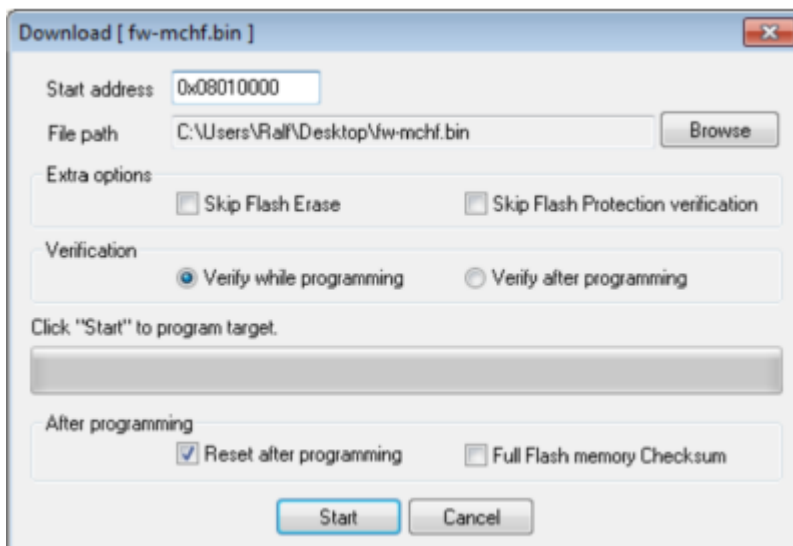 Download [ fw-mchf.bin ]
Start address 0x08010000
File path C:\Users\Ralf\Desktop\fw-mchf.bin Browse
Extra options
Skip Flash Erase Skip Flash Protection verification
Verification
Verify while programming Verify after programming
Click "Start" to program target.
After programming
Reset after programming Full Flash memory Checksum
Start Cancel